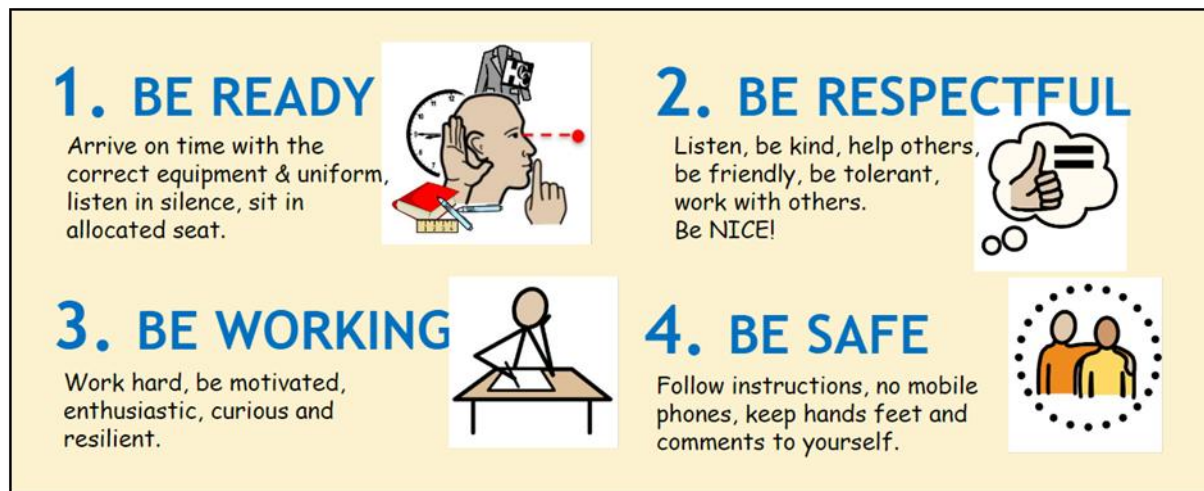 1. BE READY
Arrive on time with the
correct equipment & uniform,
listen in silence, sit in
allocated seat.
2. BE RESPECTFUL
Listen, be kind, help others,
be friendly, be tolerant,
work with others.
Be NICE!
3. BE WORKING
Work hard, be motivated,
enthusiastic, curious and
resilient.
4. BE SAFE
Follow instructions, no mobile
phones, keep hands feet and
comments to yourself.